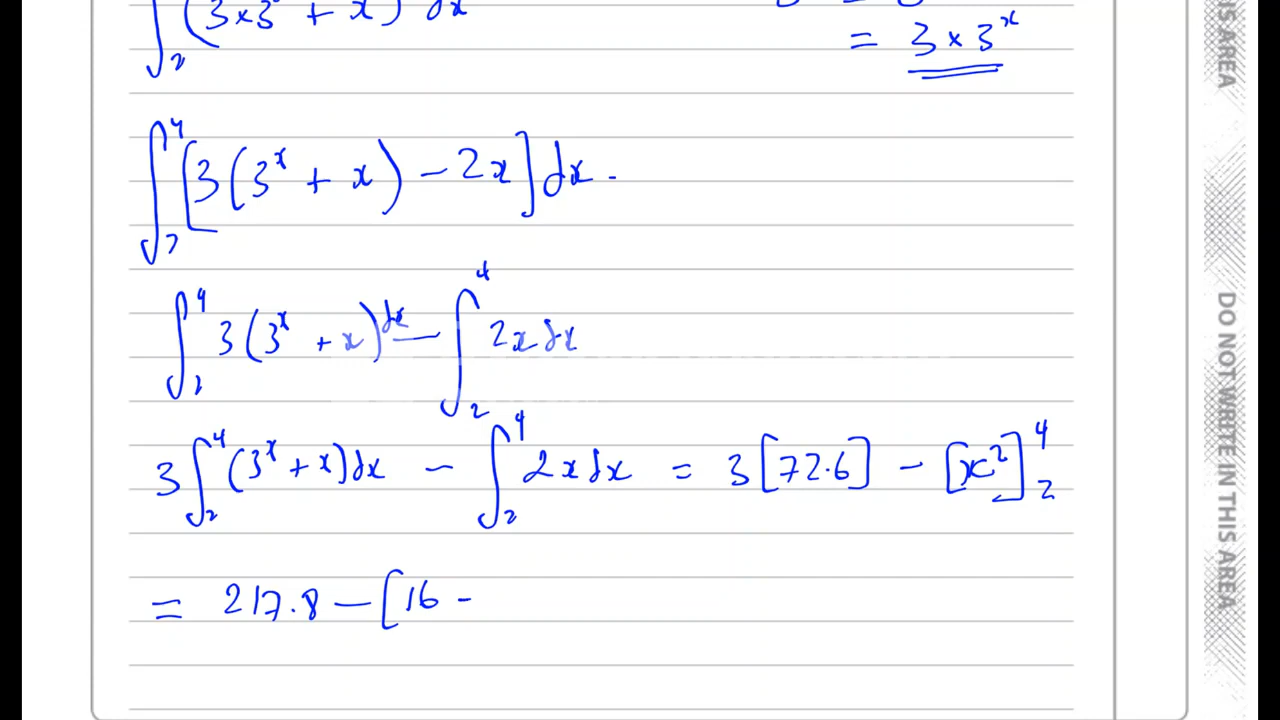 ∫₂ (3×3ˣ + x) dx
= 3 × 3ˣ
∫₂⁴ [3(3ˣ + x) - 2x] dx.
∫₂⁴ 3(3ˣ + x) dx - ∫₂⁴ 2x dx
3∫₂⁴ (3ˣ + x) dx - ∫₂⁴ 2x dx = 3[72.6] - [x²]₂⁴
= 217.8 - [16 -
IS AREA
DO NOT WRITE IN THIS AREA